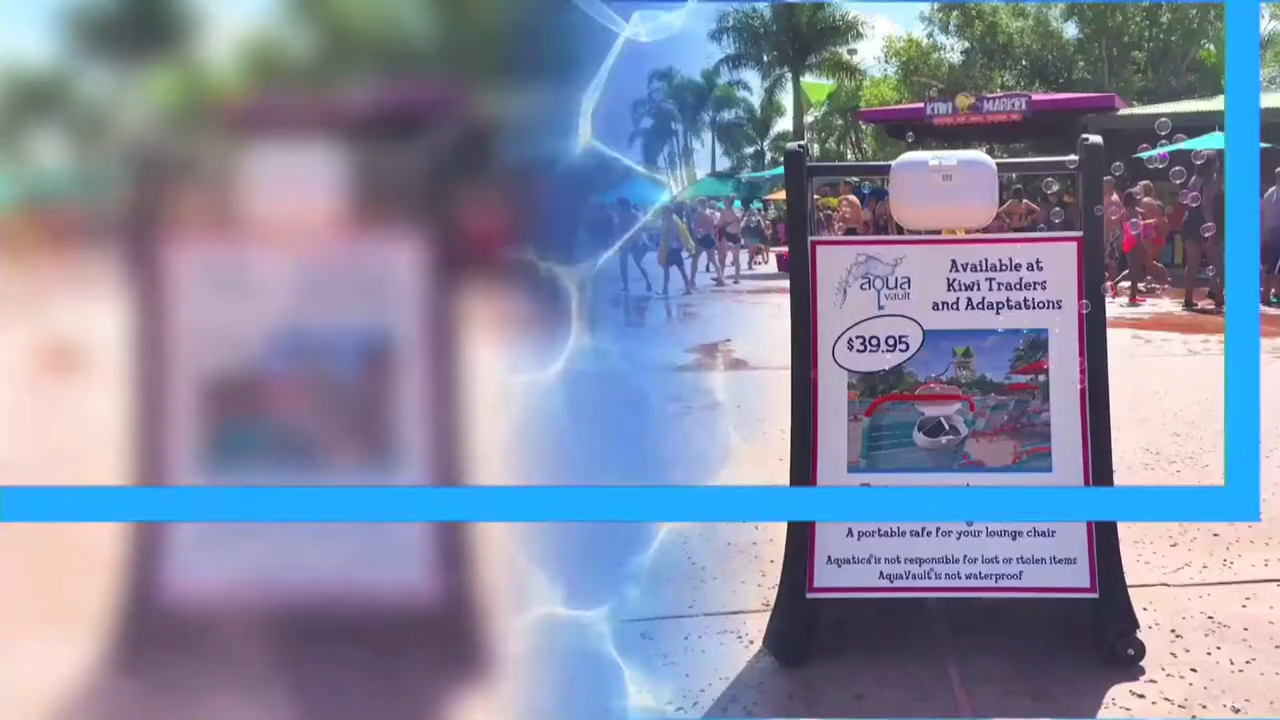 KIWI MARKET
aqua
vault
Available at
Kiwi Traders
and Adaptations
$39.95
A portable safe for your lounge chair
Aquatica® is not responsible for lost or stolen items
AquaVault® is not waterproof